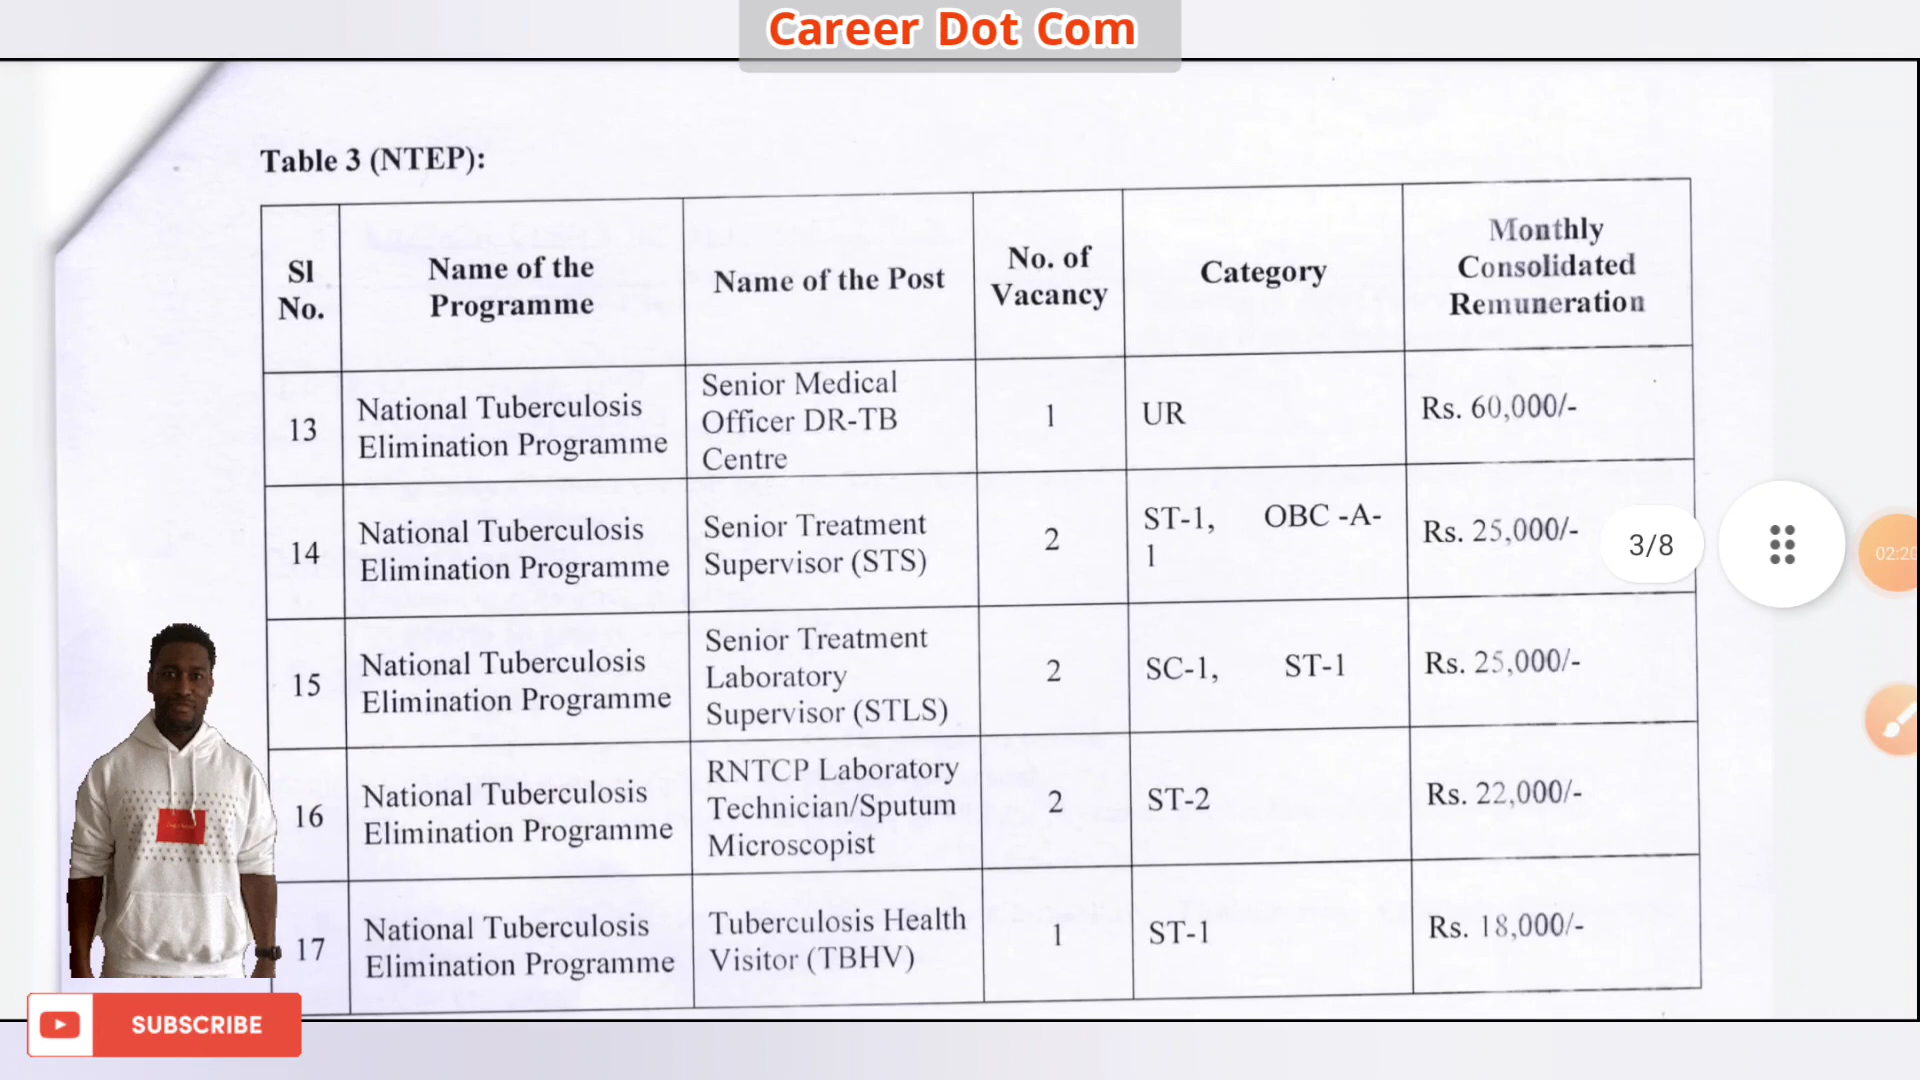 Career Dot Com
Table 3 (NTEP):
Sl
No.
Name of the
Programme
Name of the Post
No. of
Vacancy
Category
Monthly
Consolidated
Remuneration
13
National Tuberculosis
Elimination Programme
Senior Medical
Officer DR-TB
Centre
1
UR
Rs. 60,000/-
14
National Tuberculosis
Elimination Programme
Senior Treatment
Supervisor (STS)
2
ST-1, OBC -A-
1
Rs. 25,000/-
15
National Tuberculosis
Elimination Programme
Senior Treatment
Laboratory
Supervisor (STLS)
2
SC-1, ST-1
Rs. 25,000/-
16
National Tuberculosis
Elimination Programme
RNTCP Laboratory
Technician/Sputum
Microscopist
2
ST-2
Rs. 22,000/-
17
National Tuberculosis
Elimination Programme
Tuberculosis Health
Visitor (TBHV)
1
ST-1
Rs. 18,000/-
3/8
SUBSCRIBE